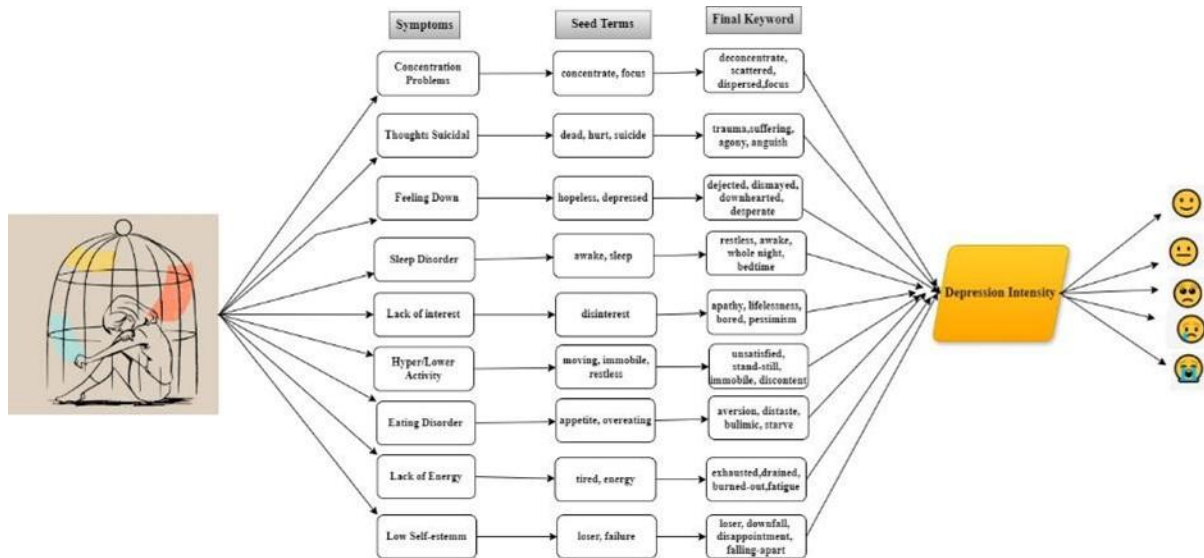 Symptoms
Seed Terms
Final Keyword
Concentration
Problems
concentrate, focus
deconcentrate,
scattered,
dispersed,focus
Thoughts Suicidal
dead, hurt, suicide
trauma,suffering,
agony, anguish
Feeling Down
hopeless, depressed
dejected, dismayed,
downhearted,
desperate
Sleep Disorder
awake, sleep
restless, awake,
whole night,
bedtime
Lack of interest
disinterest
apathy, lifelessness,
bored, pessimism
Hyper/Lower
Activity
moving, immobile,
restless
unsatisfied,
stand-still,
immobile, discontent
Eating Disorder
appetite, overeating
aversion, distaste,
bulimic, starve
Lack of Energy
tired, energy
exhausted,drained,
burned-out,fatigue
Low Self-estemm
loser, failure
loser, downfall,
disappointment,
falling-apart
Depression Intensity